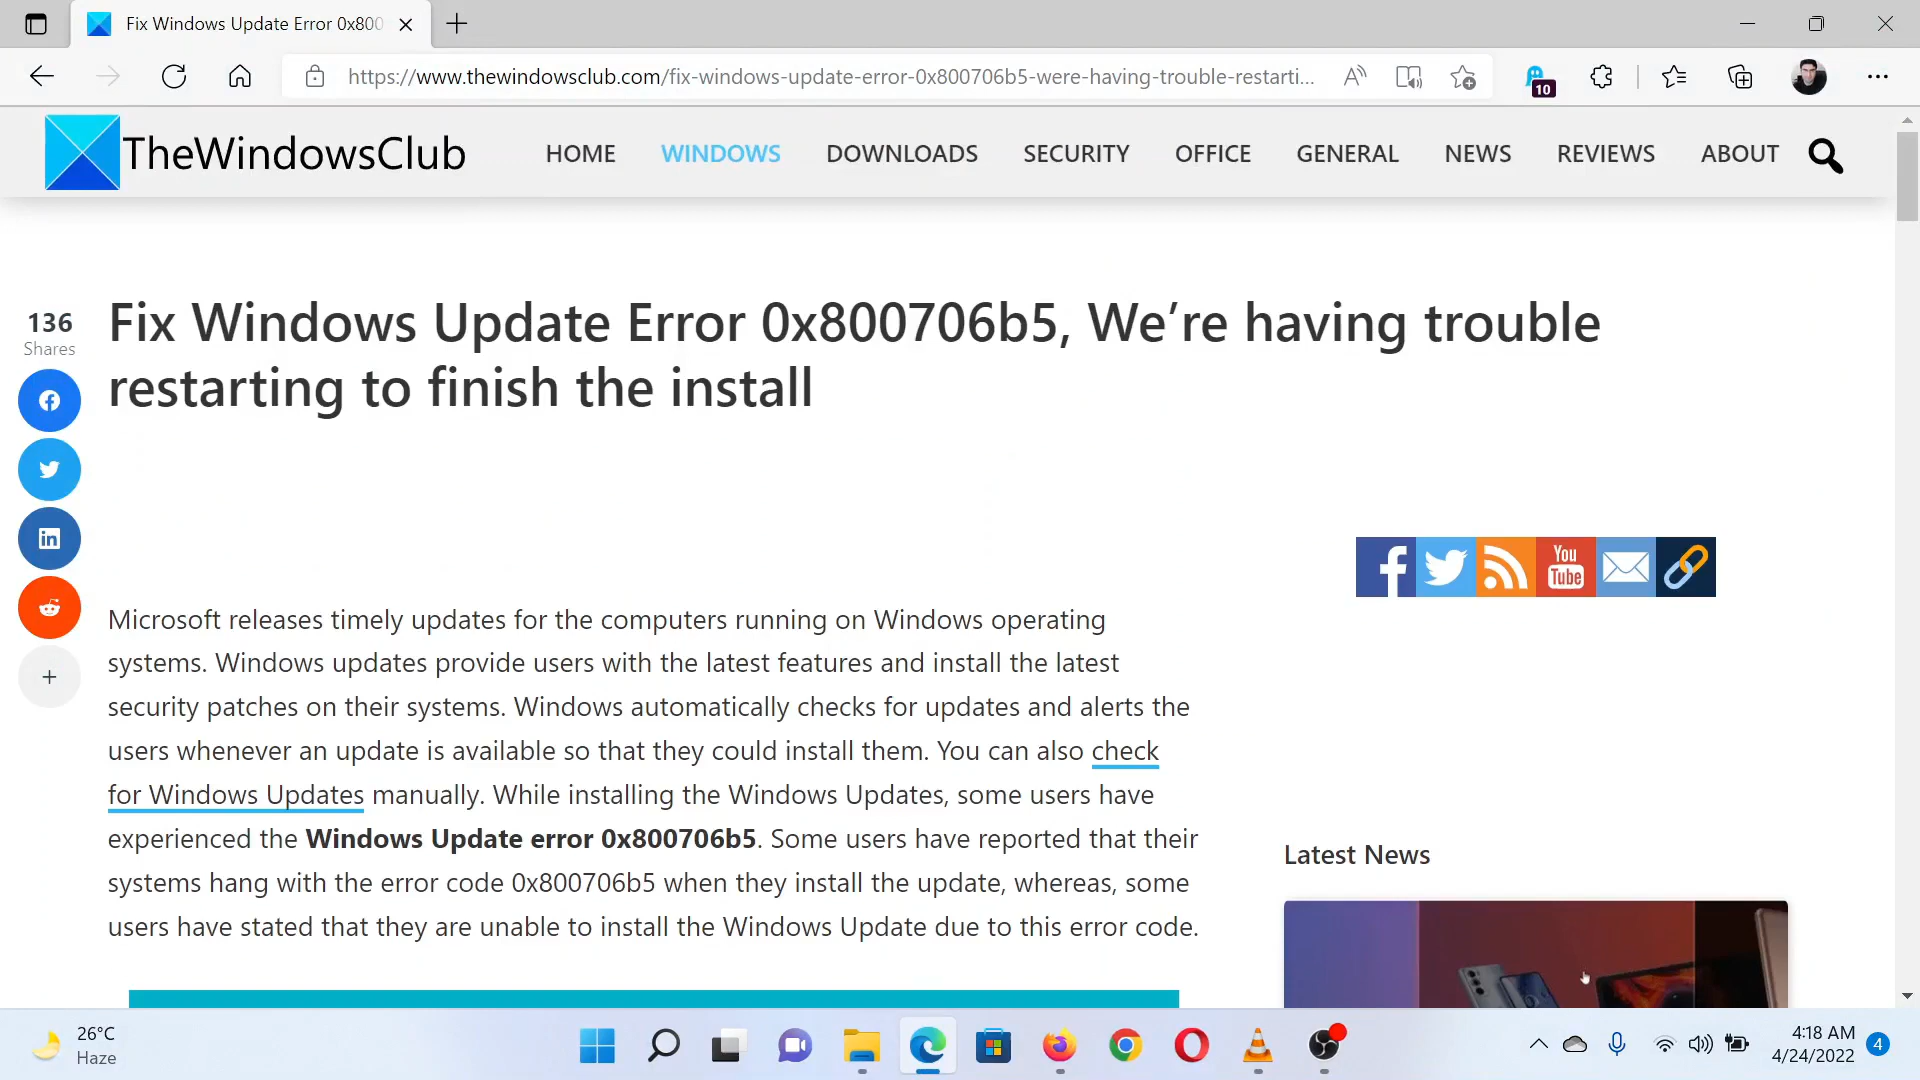 Fix Windows Update Error 0x800
https://www.thewindowsclub.com/fix-windows-update-error-0x800706b5-were-having-trouble-restarti...
10
TheWindowsClub
HOME
WINDOWS
DOWNLOADS
SECURITY
OFFICE
GENERAL
NEWS
REVIEWS
ABOUT
Fix Windows Update Error 0x800706b5, We’re having trouble
restarting to finish the install
136
Shares
You
Tube
Microsoft releases timely updates for the computers running on Windows operating
systems. Windows updates provide users with the latest features and install the latest
security patches on their systems. Windows automatically checks for updates and alerts the
users whenever an update is available so that they could install them. You can also check
for Windows Updates manually. While installing the Windows Updates, some users have
experienced the Windows Update error 0x800706b5. Some users have reported that their
systems hang with the error code 0x800706b5 when they install the update, whereas, some
users have stated that they are unable to install the Windows Update due to this error code.
Latest News
26°C
Haze
4:18 AM
4/24/2022
4